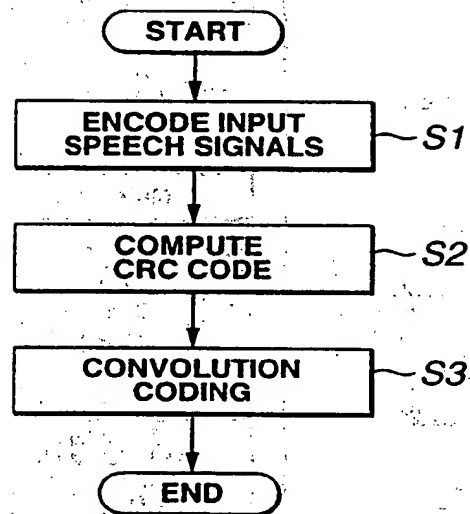 START
ENCODE INPUT
SPEECH SIGNALS
S1
COMPUTE
CRC CODE
S2
CONVOLUTION
CODING
S3
END